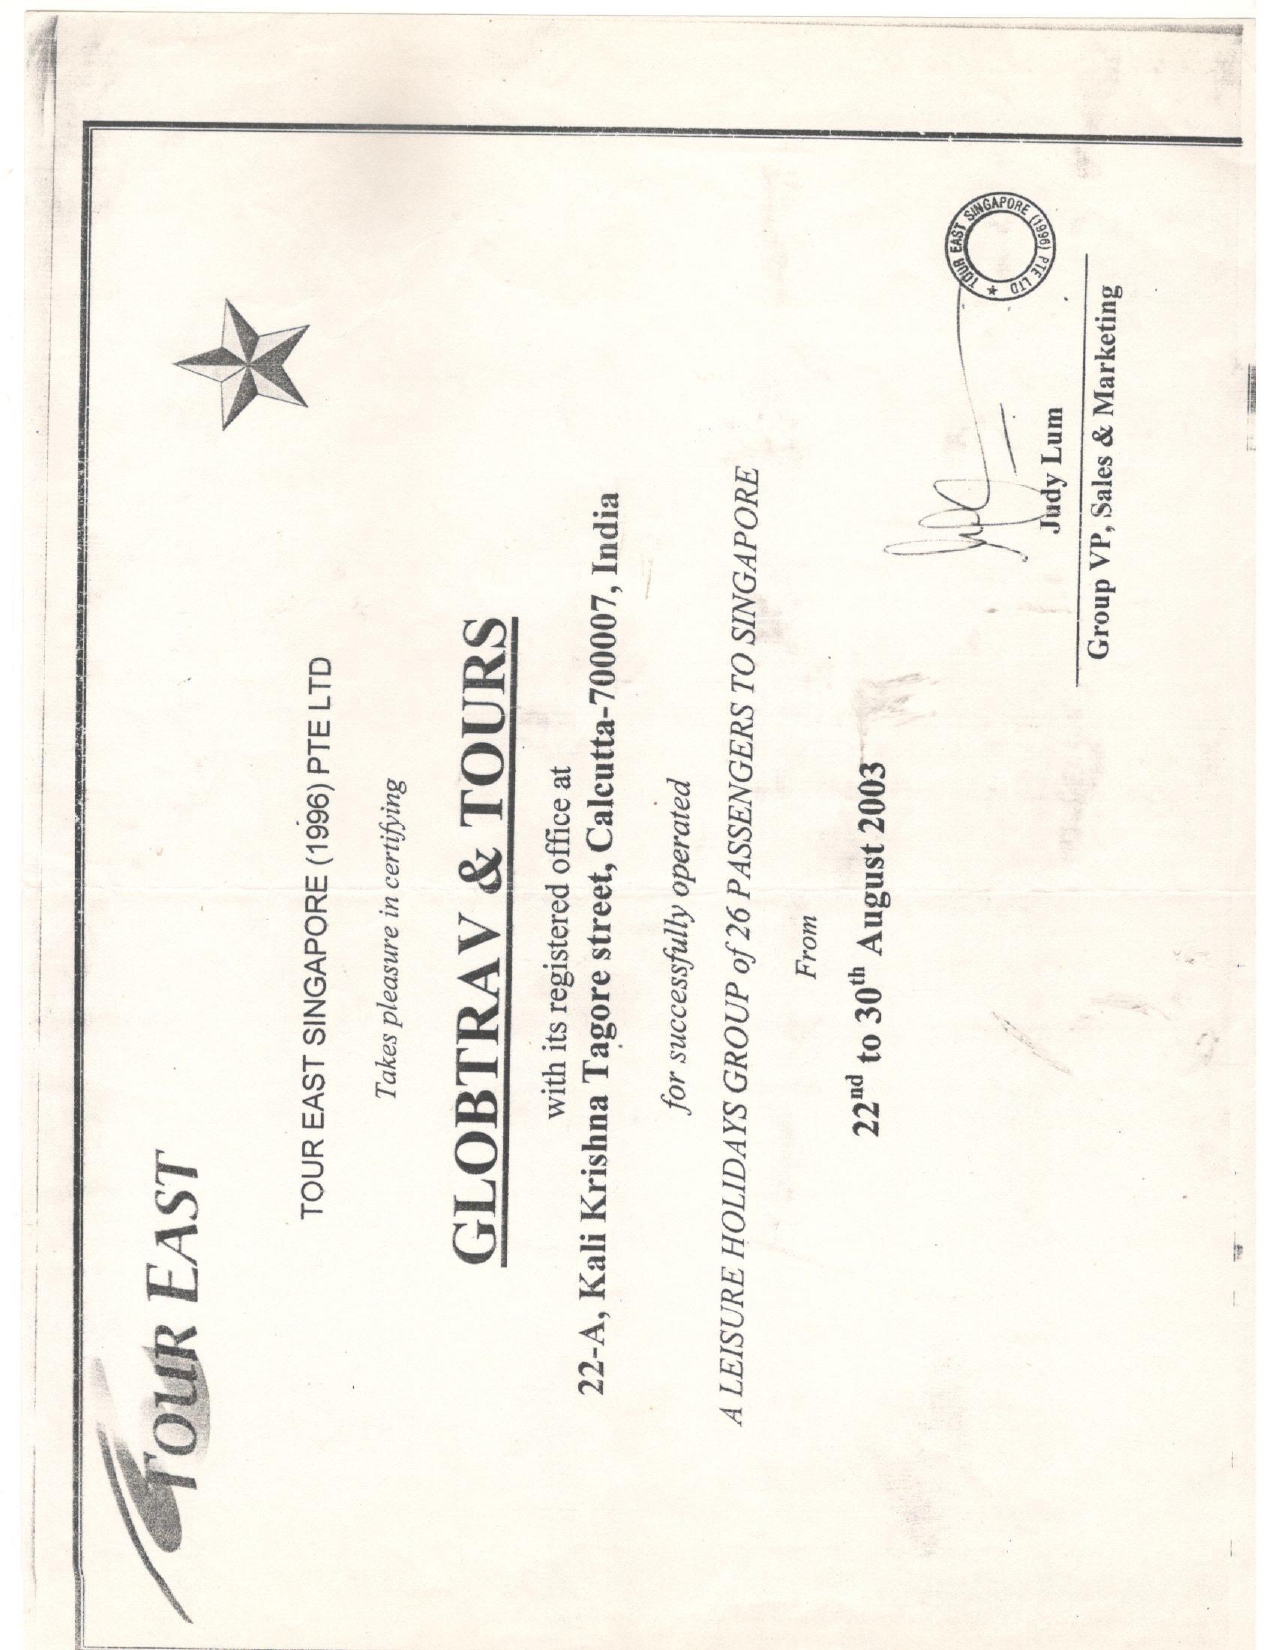 TOUR EAST
TOUR EAST SINGAPORE (1996) PTE LTD
Takes pleasure in certifying
GLOBTRAV & TOURS
with its registered office at
22-A, Kali Krishna Tagore street, Calcutta-700007, India
for successfully operated
A LEISURE HOLIDAYS GROUP of 26 PASSENGERS TO SINGAPORE
From
22nd to 30th August 2003
TOUR EAST SINGAPORE (1996) PTE LTD
Judy Lum
Group VP, Sales & Marketing